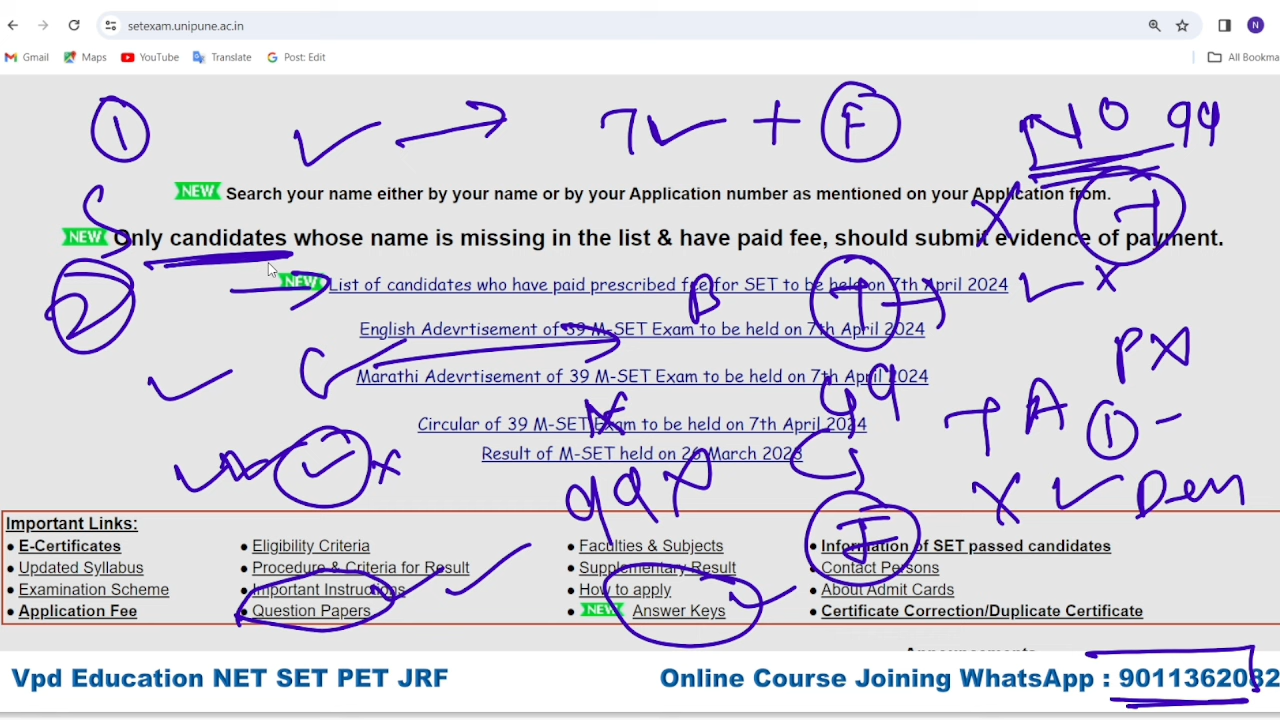 setexam.unipune.ac.in
N
Gmail Maps YouTube Translate Post: Edit All Bookma
1 7 + F NO 99
NEW Search your name either by your name or by your Application number as mentioned on your Application from.
NEW Only candidates whose name is missing in the list & have paid fee, should submit evidence of payment.
2
NEW List of candidates who have paid prescribed fee for SET to be held on 7th April 2024
English Adevrtisement of 39 M-SET Exam to be held on 7th April 2024
Marathi Adevrtisement of 39 M-SET Exam to be held on 7th April 2024
Circular of 39 M-SET Exam to be held on 7th April 2024
Result of M-SET held on 26 March 2023
Important Links:
• E-Certificates • Eligibility Criteria • Faculties & Subjects • Information of SET passed candidates
• Updated Syllabus • Procedure & Criteria for Result • Supplementary Result • Contact Persons
• Examination Scheme • Important Instructions • How to apply • About Admit Cards
• Application Fee • Question Papers • NEW Answer Keys • Certificate Correction/Duplicate Certificate
Vpd Education NET SET PET JRF Online Course Joining WhatsApp : 9011362082